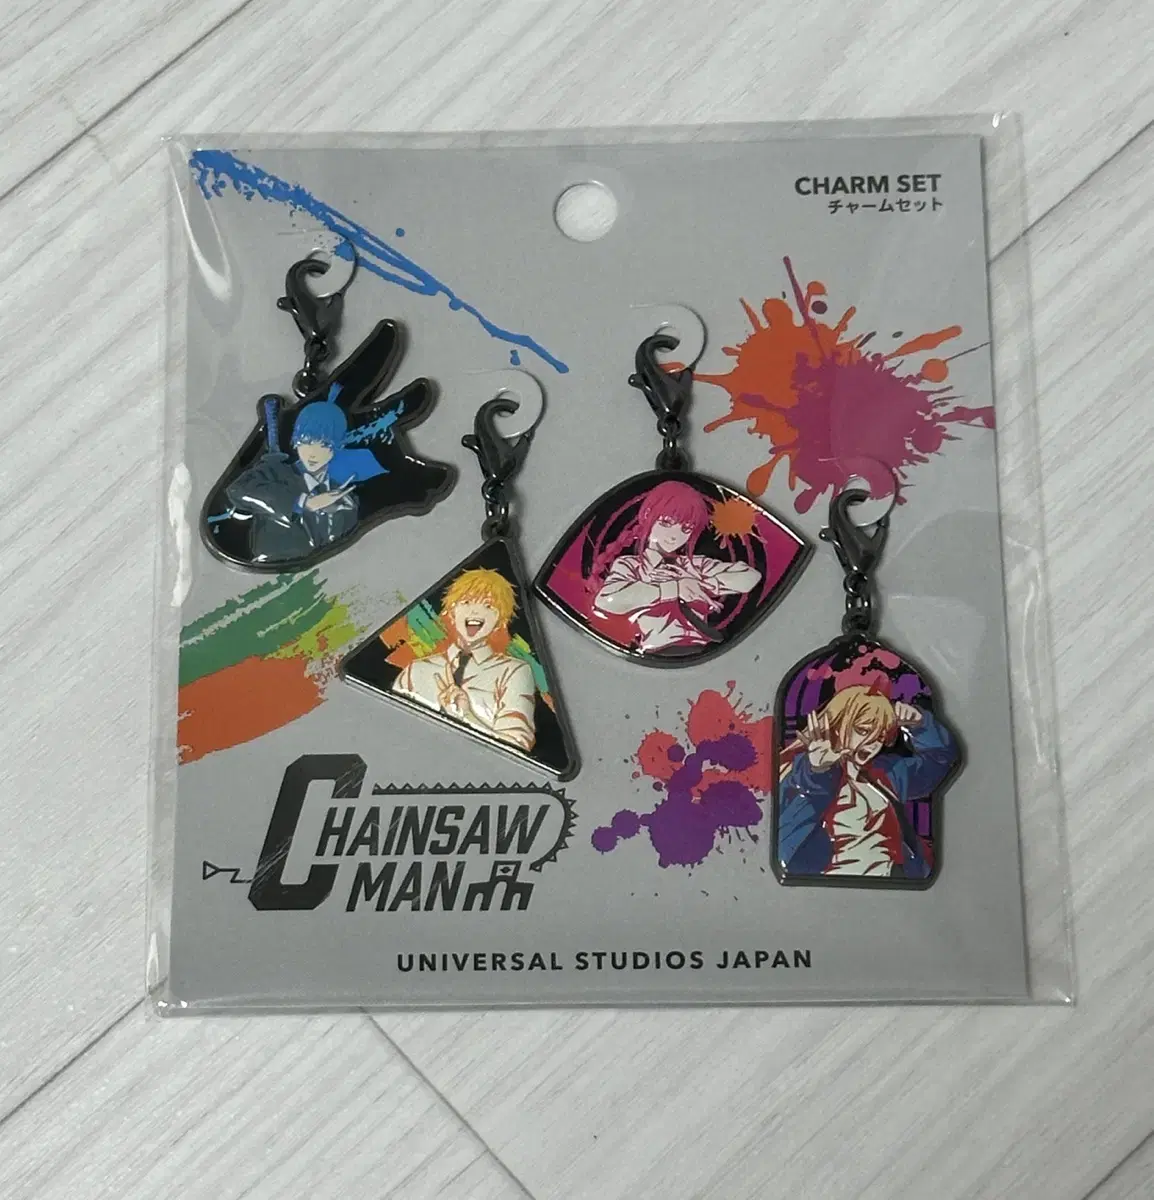 CHARM SET
チャームセット
CHAINSAW
MAN
UNIVERSAL STUDIOS JAPAN